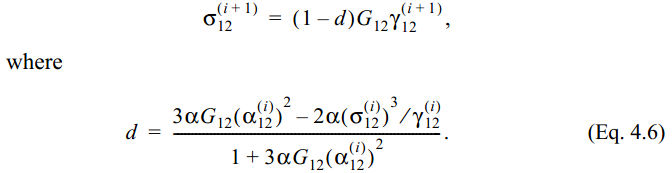 σ₁₂⁽ⁱ⁺¹⁾ = (1 – d)G₁₂γ₁₂⁽ⁱ⁺¹⁾,
where
d = (3αG₁₂(α₁₂⁽ⁱ⁾)² – 2α(σ₁₂⁽ⁱ⁾)³/γ₁₂⁽ⁱ⁾) / (1 + 3αG₁₂(α₁₂⁽ⁱ⁾)²). (Eq. 4.6)